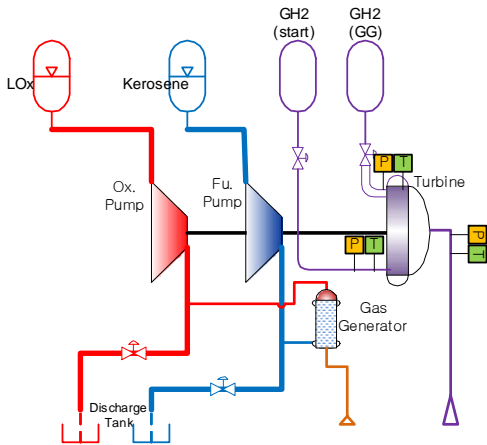 GH2
(start)
GH2
(GG)
LOx
Kerosene
P
T
Turbine
Ox.
Pump
Fu.
Pump
P
T
P
T
Gas
Generator
Discharge
Tank